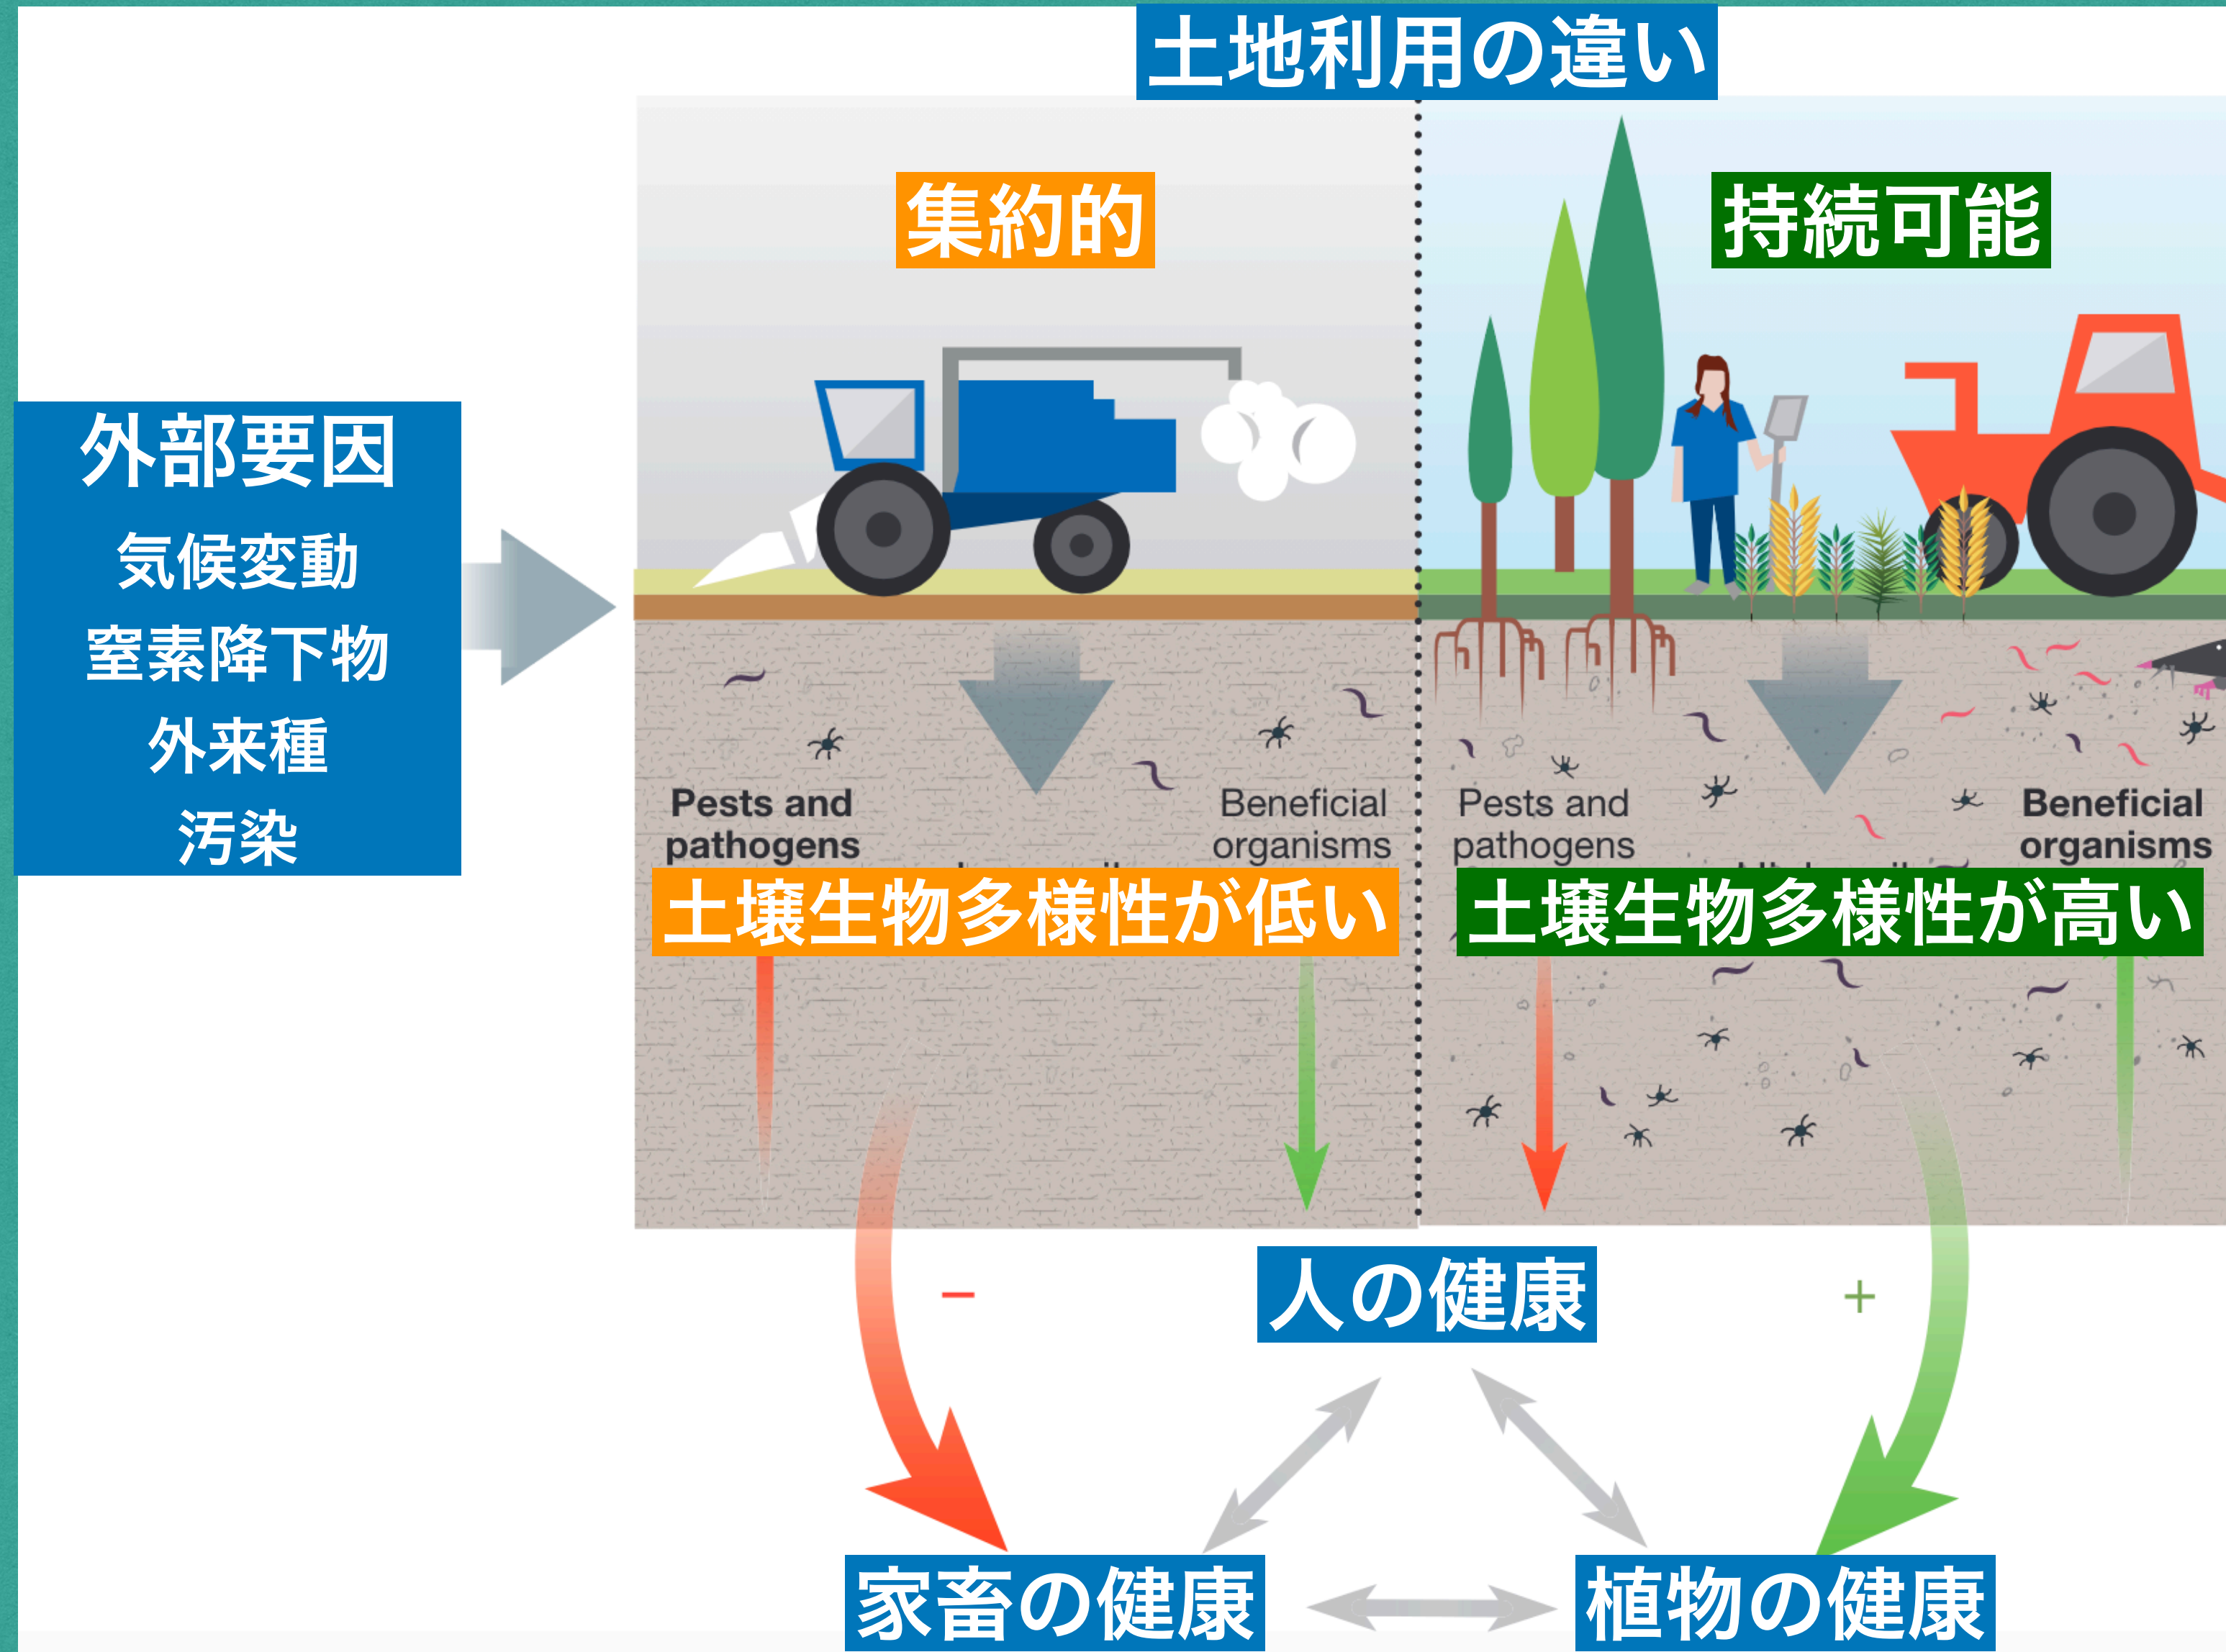 土地利用の違い
集約的
持続可能
外部要因
気候変動
窒素降下物
外来種
汚染
Pests and
pathogens
Beneficial
organisms
Pests and
pathogens
Beneficial
organisms
土壌生物多様性が低い
土壌生物多様性が高い
−
人の健康
+
家畜の健康
植物の健康